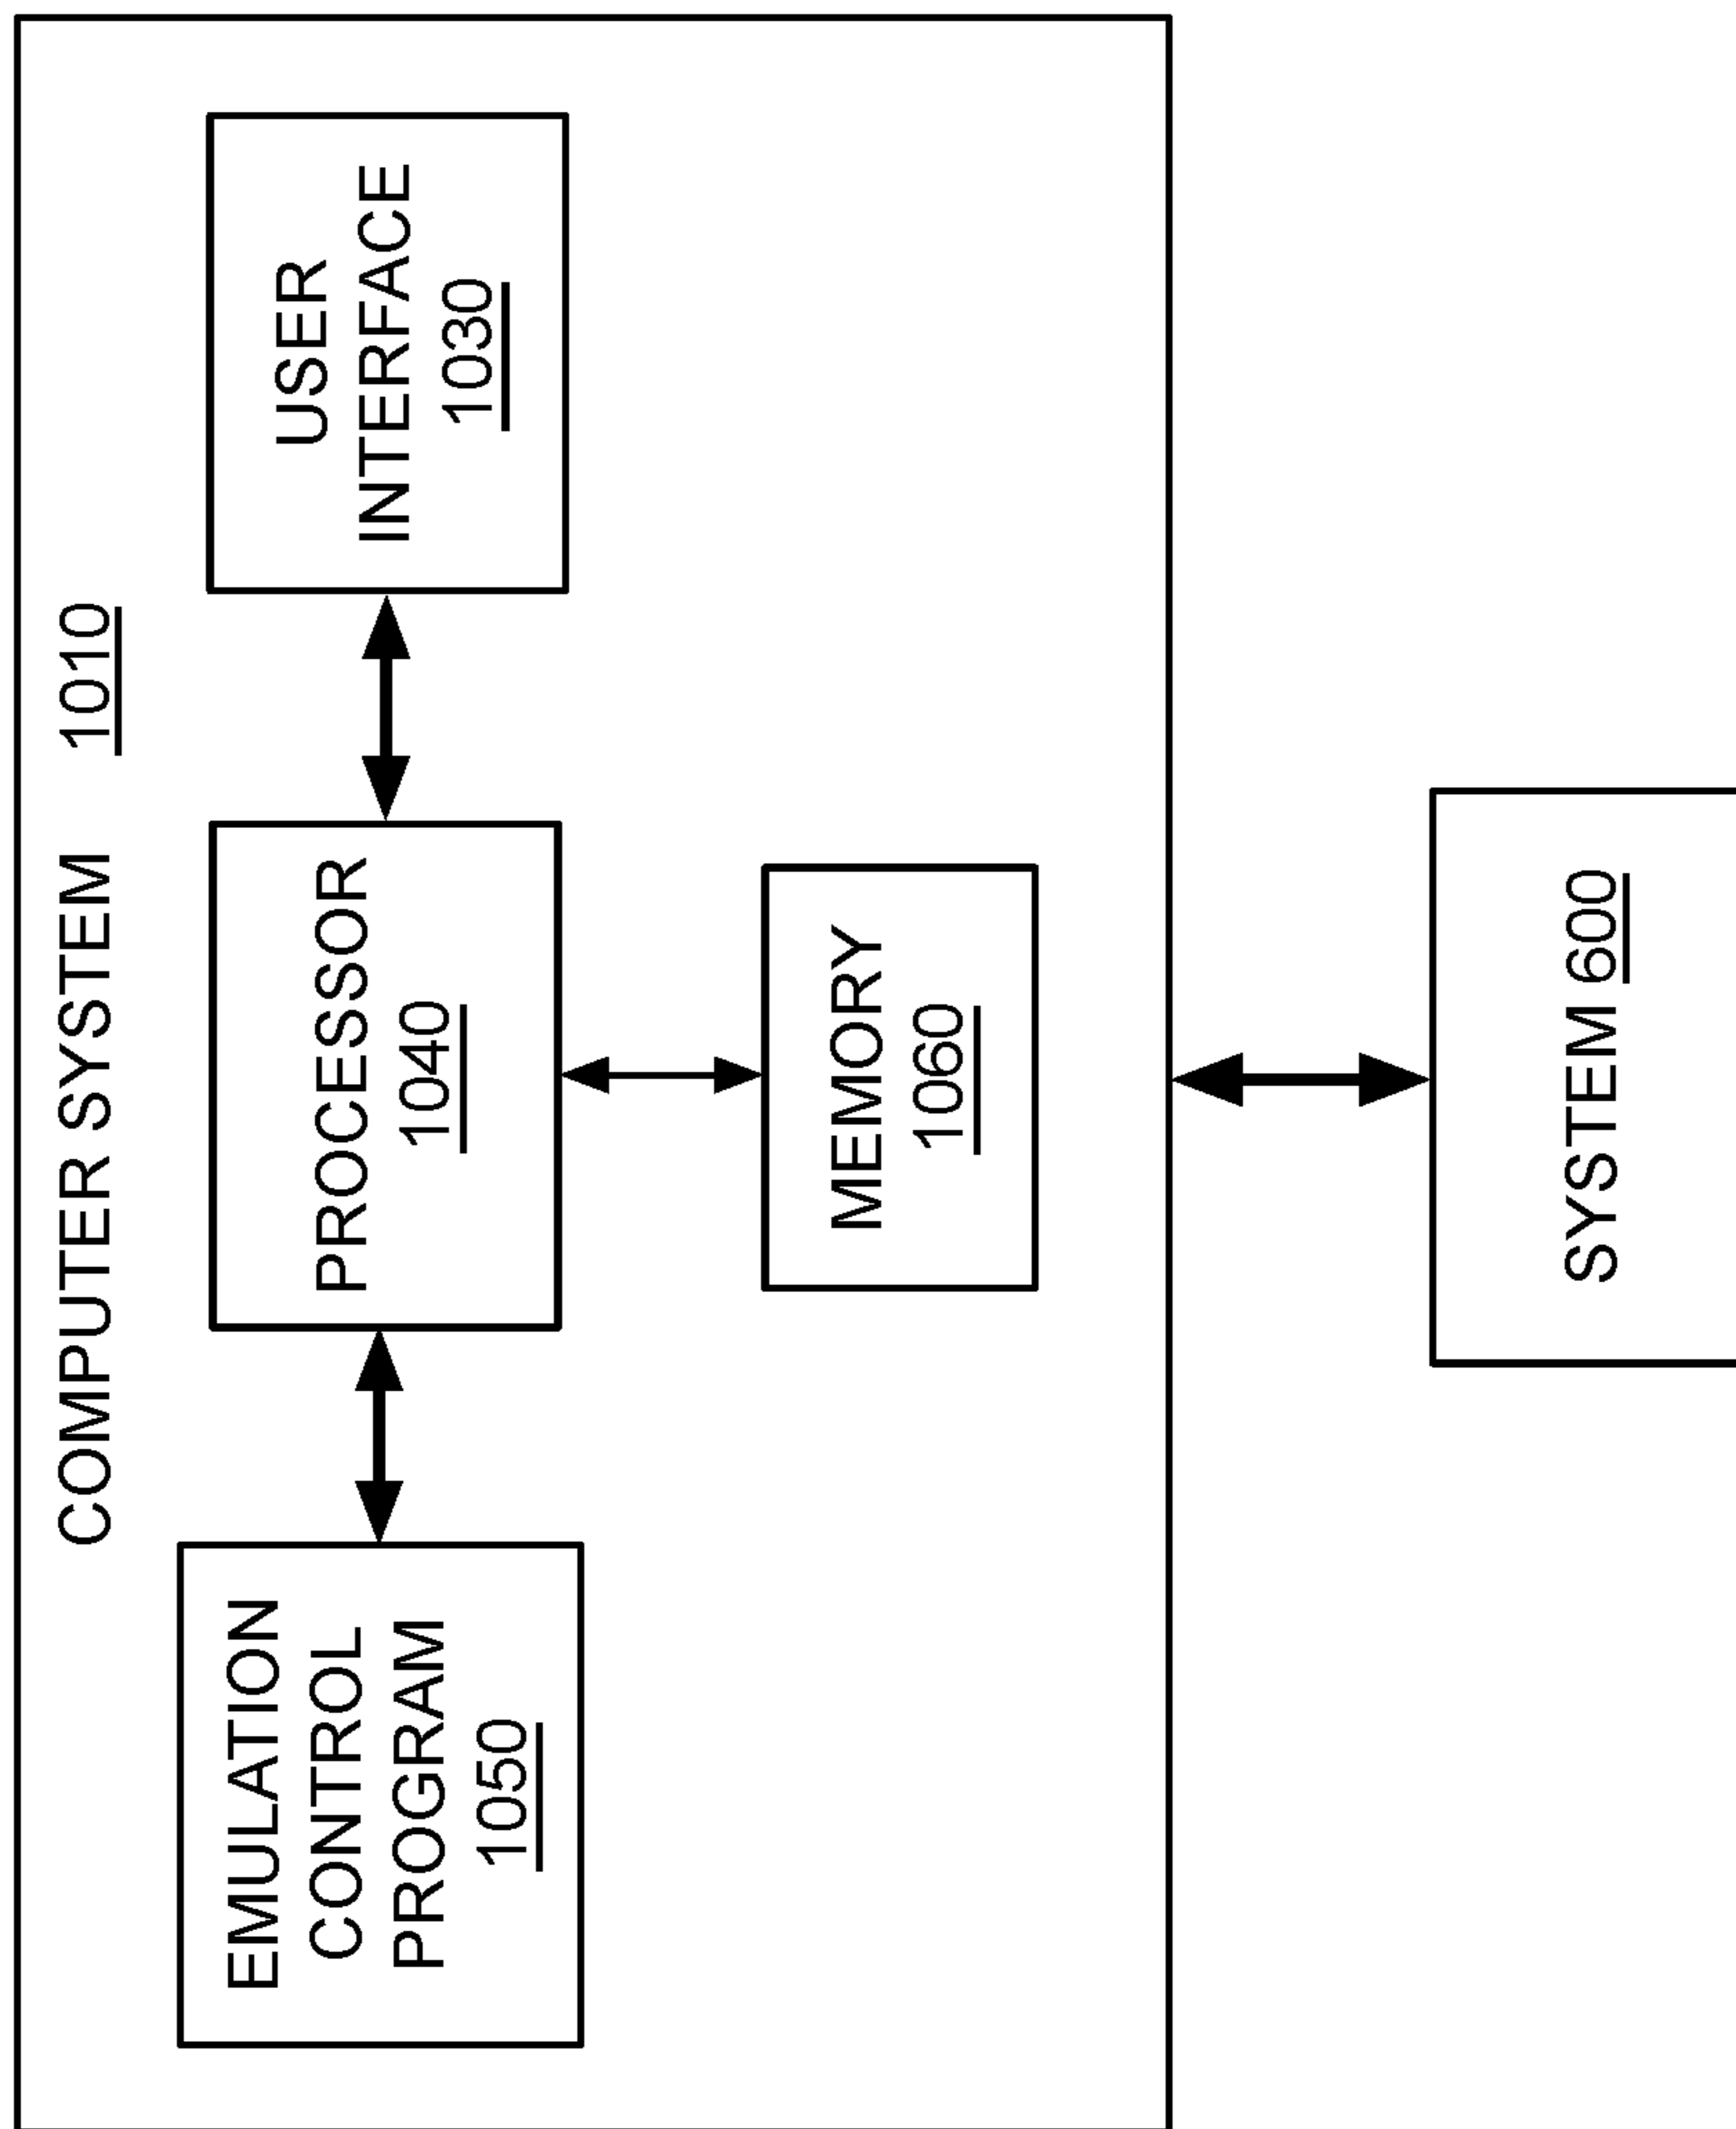 COMPUTER SYSTEM 1010
EMULATION
CONTROL
PROGRAM
1050
PROCESSOR
1040
USER
INTERFACE
1030
MEMORY
1060
SYSTEM 600